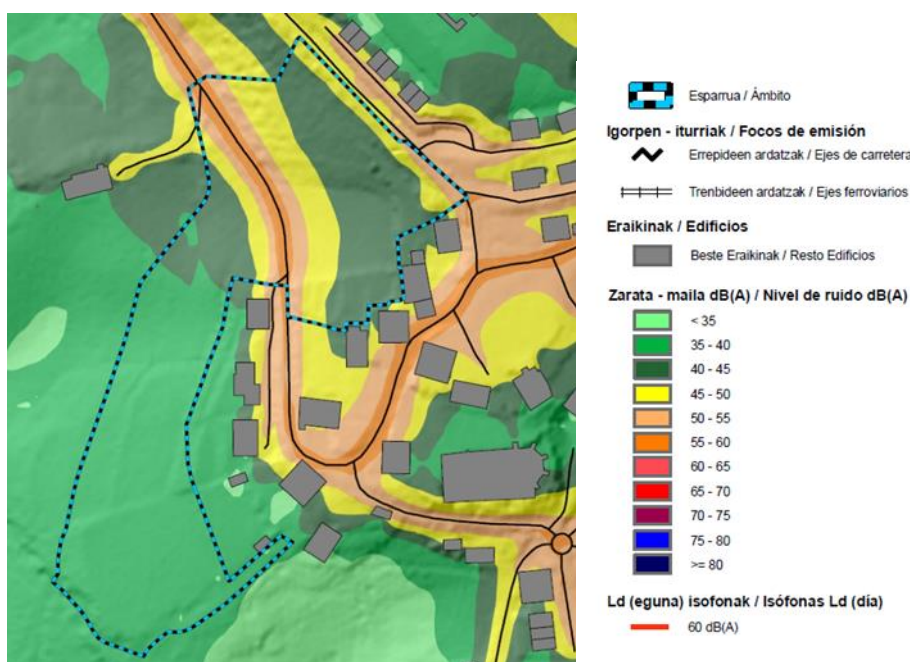 Esparrua / Ámbito
Igorpen - iturriak / Focos de emisión
Errepideen ardatzak / Ejes de carretera
Trenbideen ardatzak / Ejes ferroviarios
Eraikinak / Edificios
Beste Eraikinak / Resto Edificios
Zarata - maila dB(A) / Nivel de ruido dB(A)
< 35
35 - 40
40 - 45
45 - 50
50 - 55
55 - 60
60 - 65
65 - 70
70 - 75
75 - 80
>= 80
Ld (eguna) isofonak / Isófonas Ld (día)
60 dB(A)